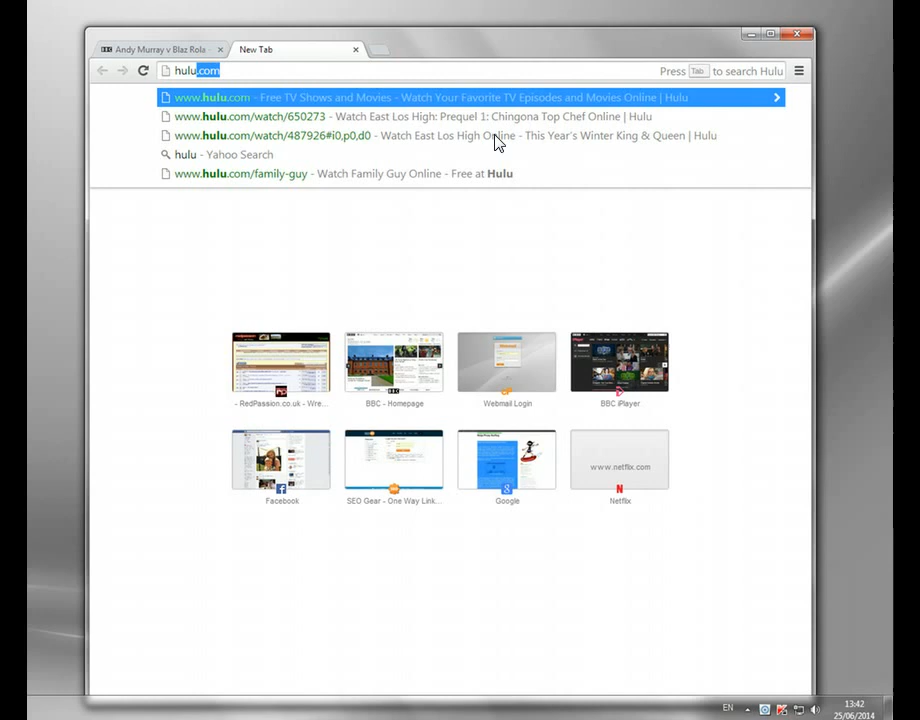 Andy Murray v Blaz Rola
New Tab
hulu.com
Press Tab to search Hulu
www.hulu.com - Free TV Shows and Movies - Watch Your Favorite TV Episodes and Movies Online | Hulu
www.hulu.com/watch/650273 - Watch East Los High: Prequel 1: Chingona Top Chef Online | Hulu
www.hulu.com/watch/487926#i0,p0,d0 - Watch East Los High Online - This Year's Winter King & Queen | Hulu
hulu - Yahoo Search
www.hulu.com/family-guy - Watch Family Guy Online - Free at Hulu
- RedPassion.co.uk - Wre...
BBC - Homepage
Webmail Login
BBC iPlayer
www.netflix.com
Facebook
SEO Gear - One Way Link...
Google
Netflix
EN
13:42
25/06/2014